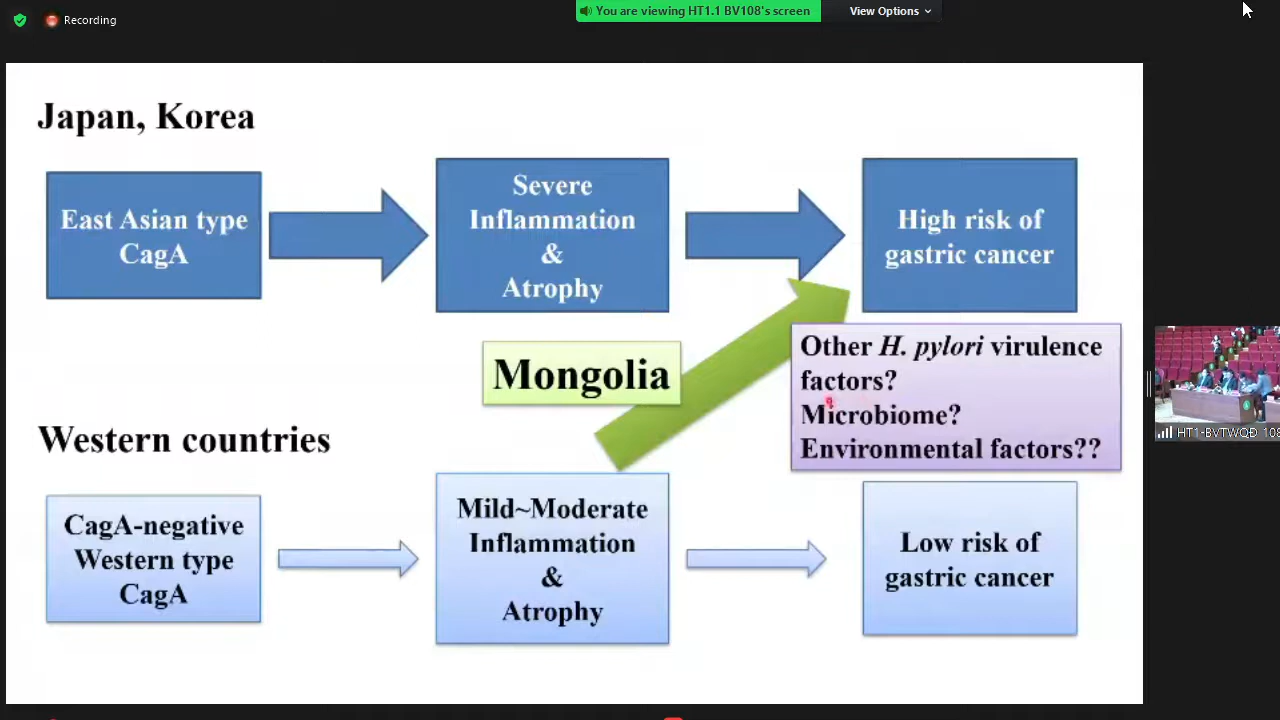 Recording
You are viewing HT1.1 BV108's screen
View Options
Japan, Korea
East Asian type
CagA
Severe
Inflammation
&
Atrophy
High risk of
gastric cancer
Mongolia
Other H. pylori virulence
factors?
Microbiome?
Environmental factors??
HT1-BVTWQĐ 108
Western countries
CagA-negative
Western type
CagA
Mild~Moderate
Inflammation
&
Atrophy
Low risk of
gastric cancer